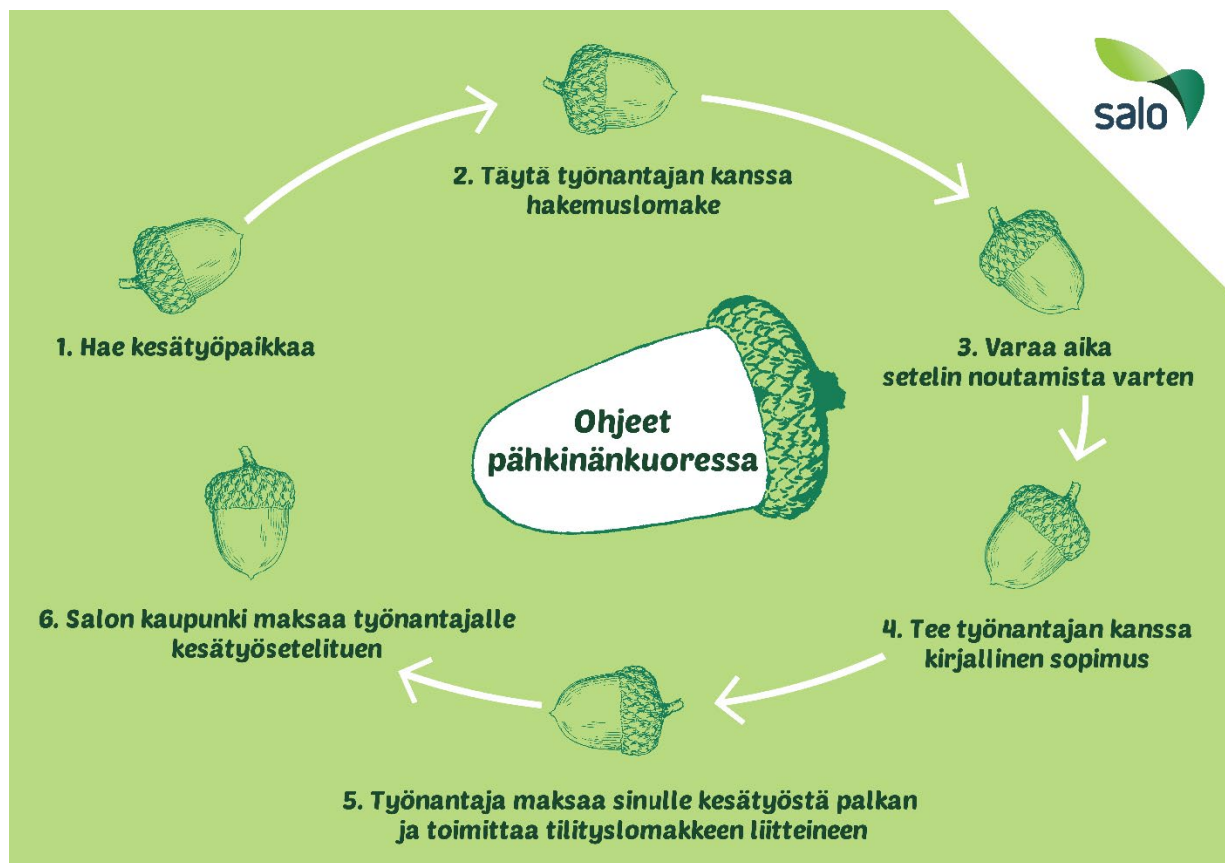 salo
1. Hae kesätyöpaikkaa
2. Täytä työnantajan kanssa
hakemuslomake
3. Varaa aika
setelin noutamista varten
4. Tee työnantajan kanssa
kirjallinen sopimus
5. Työnantaja maksaa sinulle kesätyöstä palkan
ja toimittaa tilityslomakkeen liitteineen
6. Salon kaupunki maksaa työnantajalle
kesätyösetelituen
Ohjeet
pähkinänkuoressa